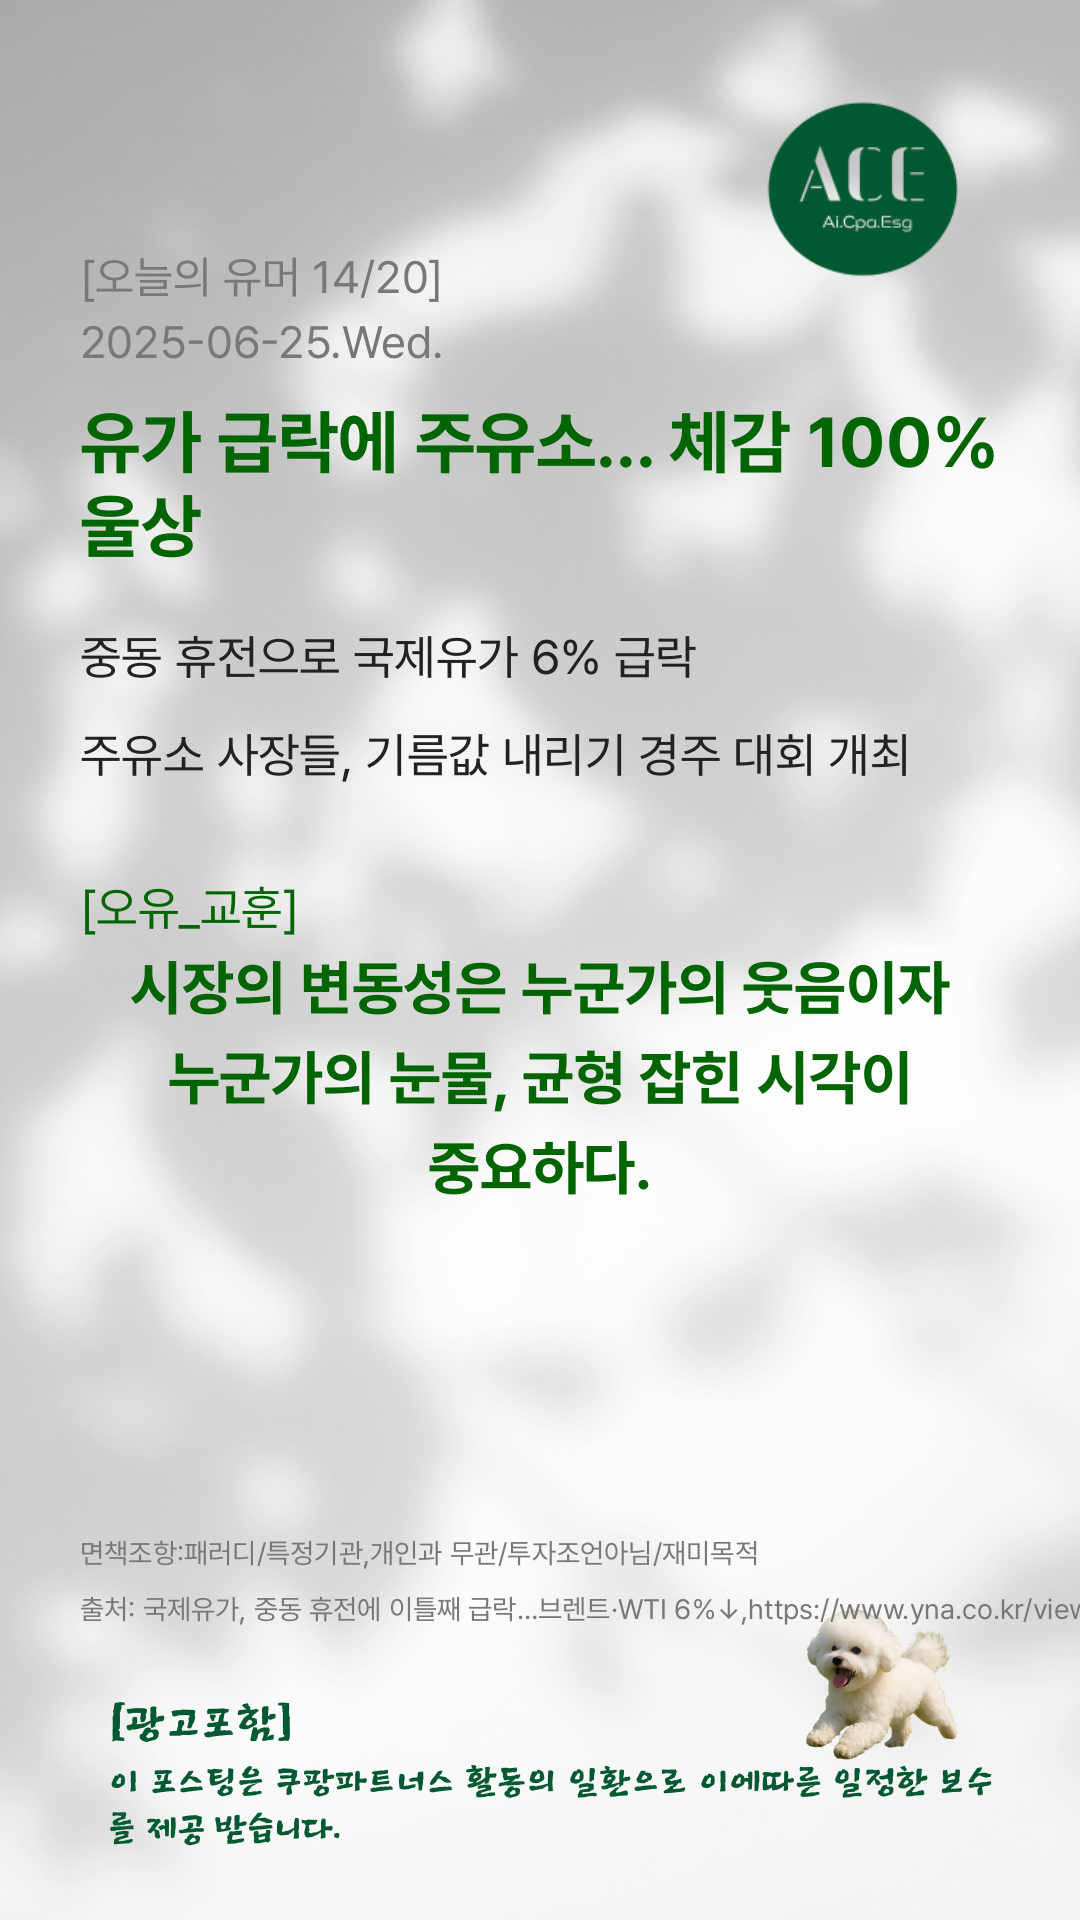 ACE
Ai.Cpa.Esg
[오늘의 유머 14/20]
2025-06-25.Wed.
유가 급락에 주유소... 체감 100%
울상
중동 휴전으로 국제유가 6% 급락
주유소 사장들, 기름값 내리기 경주 대회 개최
[오유_교훈]
시장의 변동성은 누군가의 웃음이자
누군가의 눈물, 균형 잡힌 시각이
중요하다.
면책조항:패러디/특정기관,개인과 무관/투자조언아님/재미목적
출처: 국제유가, 중동 휴전에 이틀째 급락...브렌트·WTI 6%↓,https://www.yna.co.kr/view
[광고포함]
이 포스팅은 쿠팡파트너스 활동의 일환으로 이에따른 일정한 보수
를 제공 받습니다.